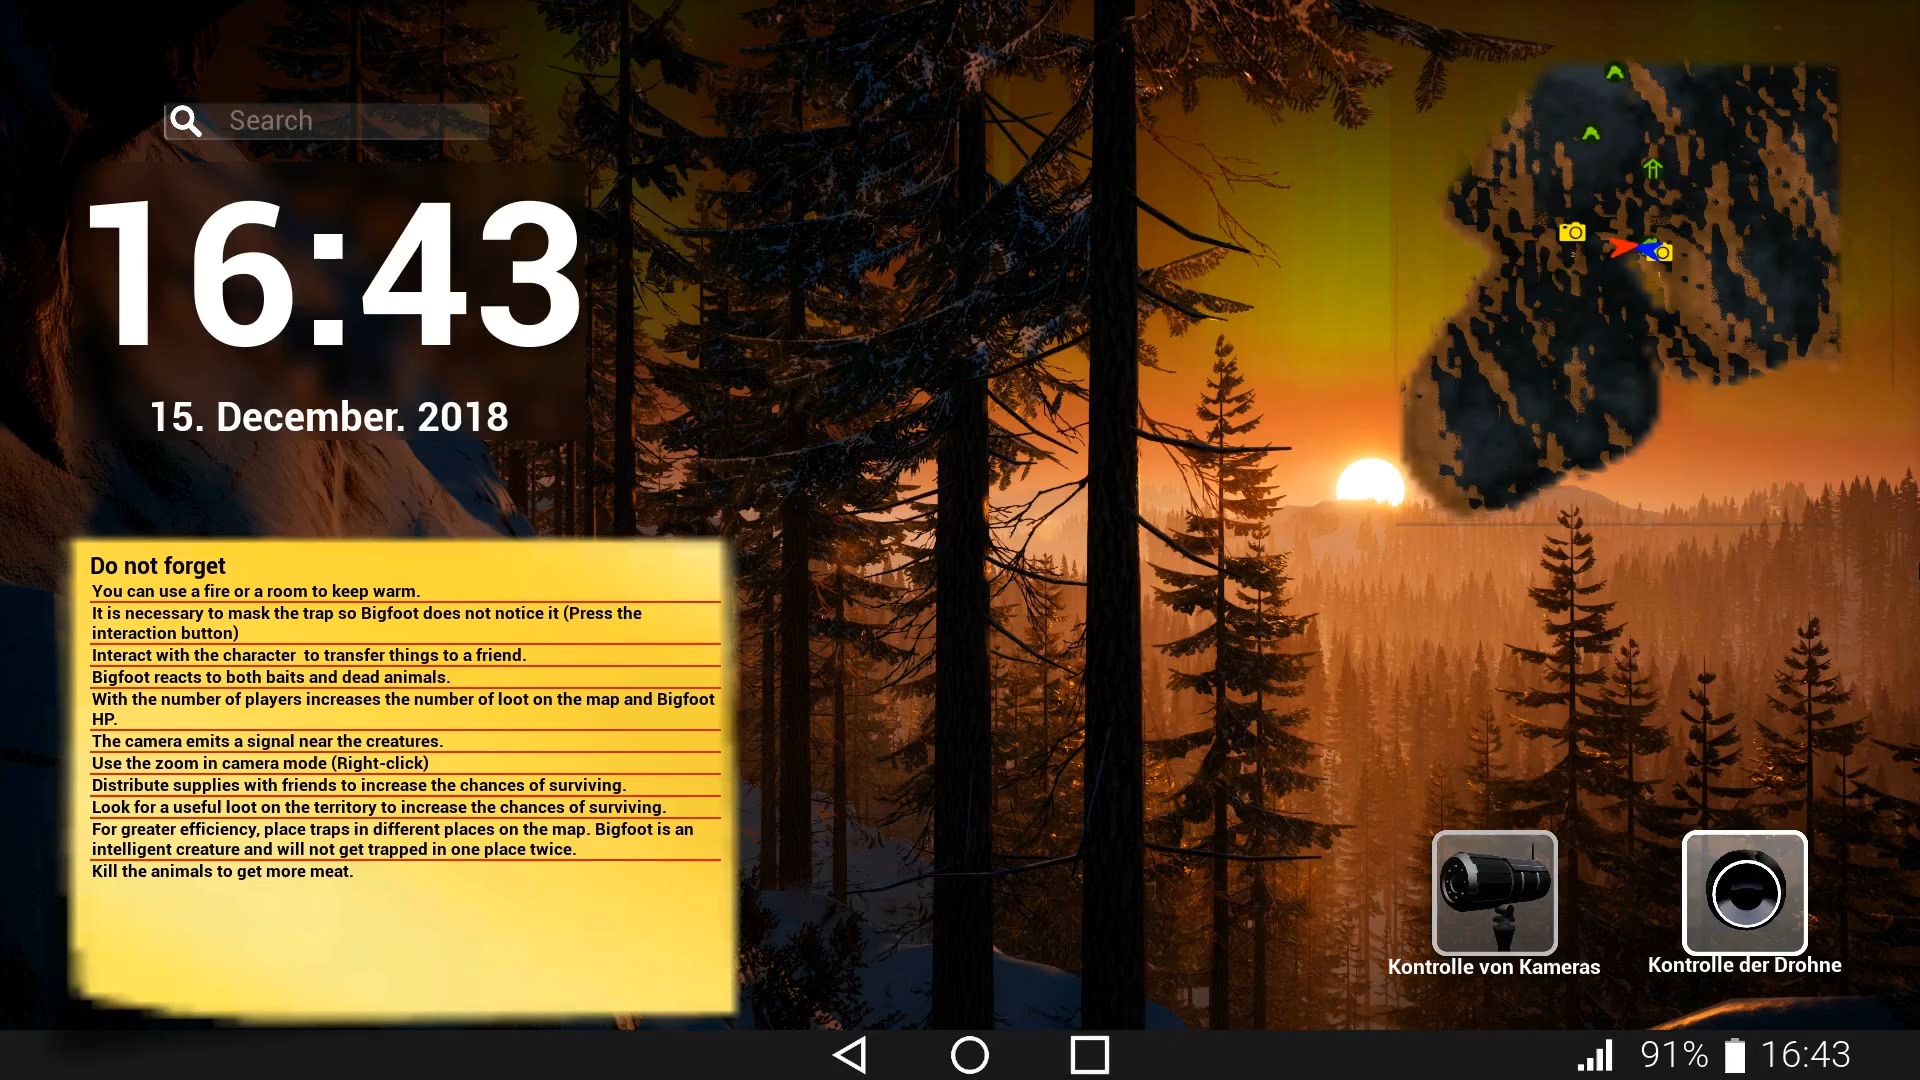 Search
16:43
15. December. 2018
Do not forget
You can use a fire or a room to keep warm.
It is necessary to mask the trap so Bigfoot does not notice it (Press the
interaction button)
Interact with the character  to transfer things to a friend.
Bigfoot reacts to both baits and dead animals.
With the number of players increases the number of loot on the map and Bigfoot
HP.
The camera emits a signal near the creatures.
Use the zoom in camera mode (Right-click)
Distribute supplies with friends to increase the chances of surviving.
Look for a useful loot on the territory to increase the chances of surviving.
For greater efficiency, place traps in different places on the map. Bigfoot is an
intelligent creature and will not get trapped in one place twice.
Kill the animals to get more meat.
2
1
Kontrolle von Kameras
Kontrolle der Drohne
91% 16:43